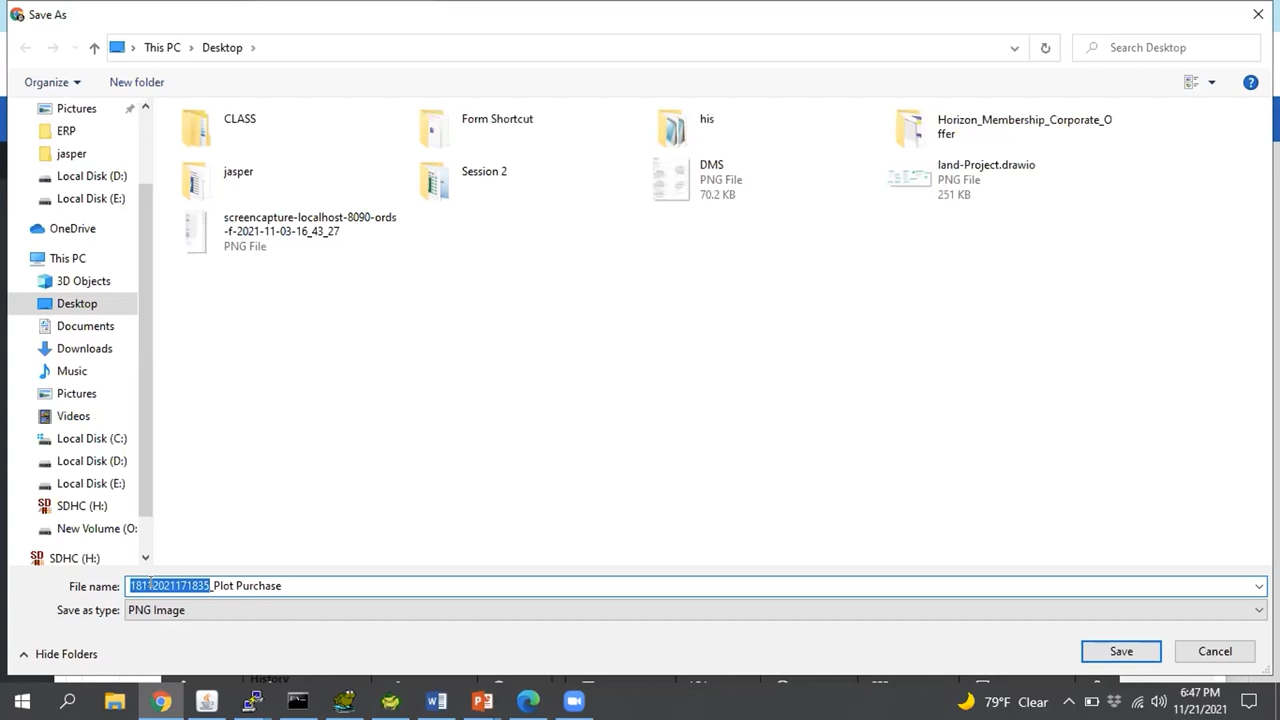 Save As
This PC
Desktop
Search Desktop
Organize
New folder
Pictures
ERP
jasper
Local Disk (D:)
Local Disk (E:)
OneDrive
This PC
3D Objects
Desktop
Documents
Downloads
Music
Pictures
Videos
Local Disk (C:)
Local Disk (D:)
Local Disk (E:)
SDHC (H:)
New Volume (O:
SDHC (H:)
CLASS
Form Shortcut
his
Horizon_Membership_Corporate_O
ffer
jasper
Session 2
DMS
PNG File
70.2 KB
land-Project.drawio
PNG File
251 KB
screencapture-localhost-8090-ords
-f-2021-11-03-16_43_27
PNG File
File name:
_Plot Purchase
Save as type:
PNG Image
Hide Folders
Save
Cancel
History
79°F Clear
6:47 PM
11/21/2021